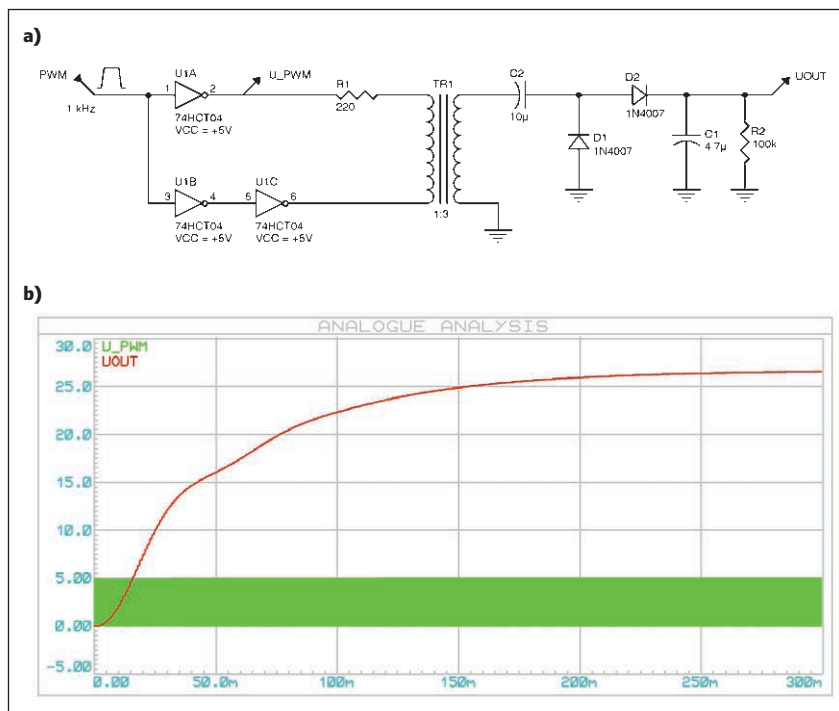 a)
PWM
1 kHz
U1A
1
2
74HCT04
VCC = +5V
U_PWM
R1
220
TR1
1:3
C2
10µ
D1
1N4007
D2
1N4007
C1
4.7µ
R2
100k
UOUT
U1B
3
4
74HCT04
VCC = +5V
U1C
5
6
74HCT04
VCC = +5V
b)
ANALOGUE ANALYSIS
U_PWM
UOUT
30.0
25.0
20.0
15.0
10.0
5.00
0.00
-5.00
0.00
50.0m
100m
150m
200m
250m
300m